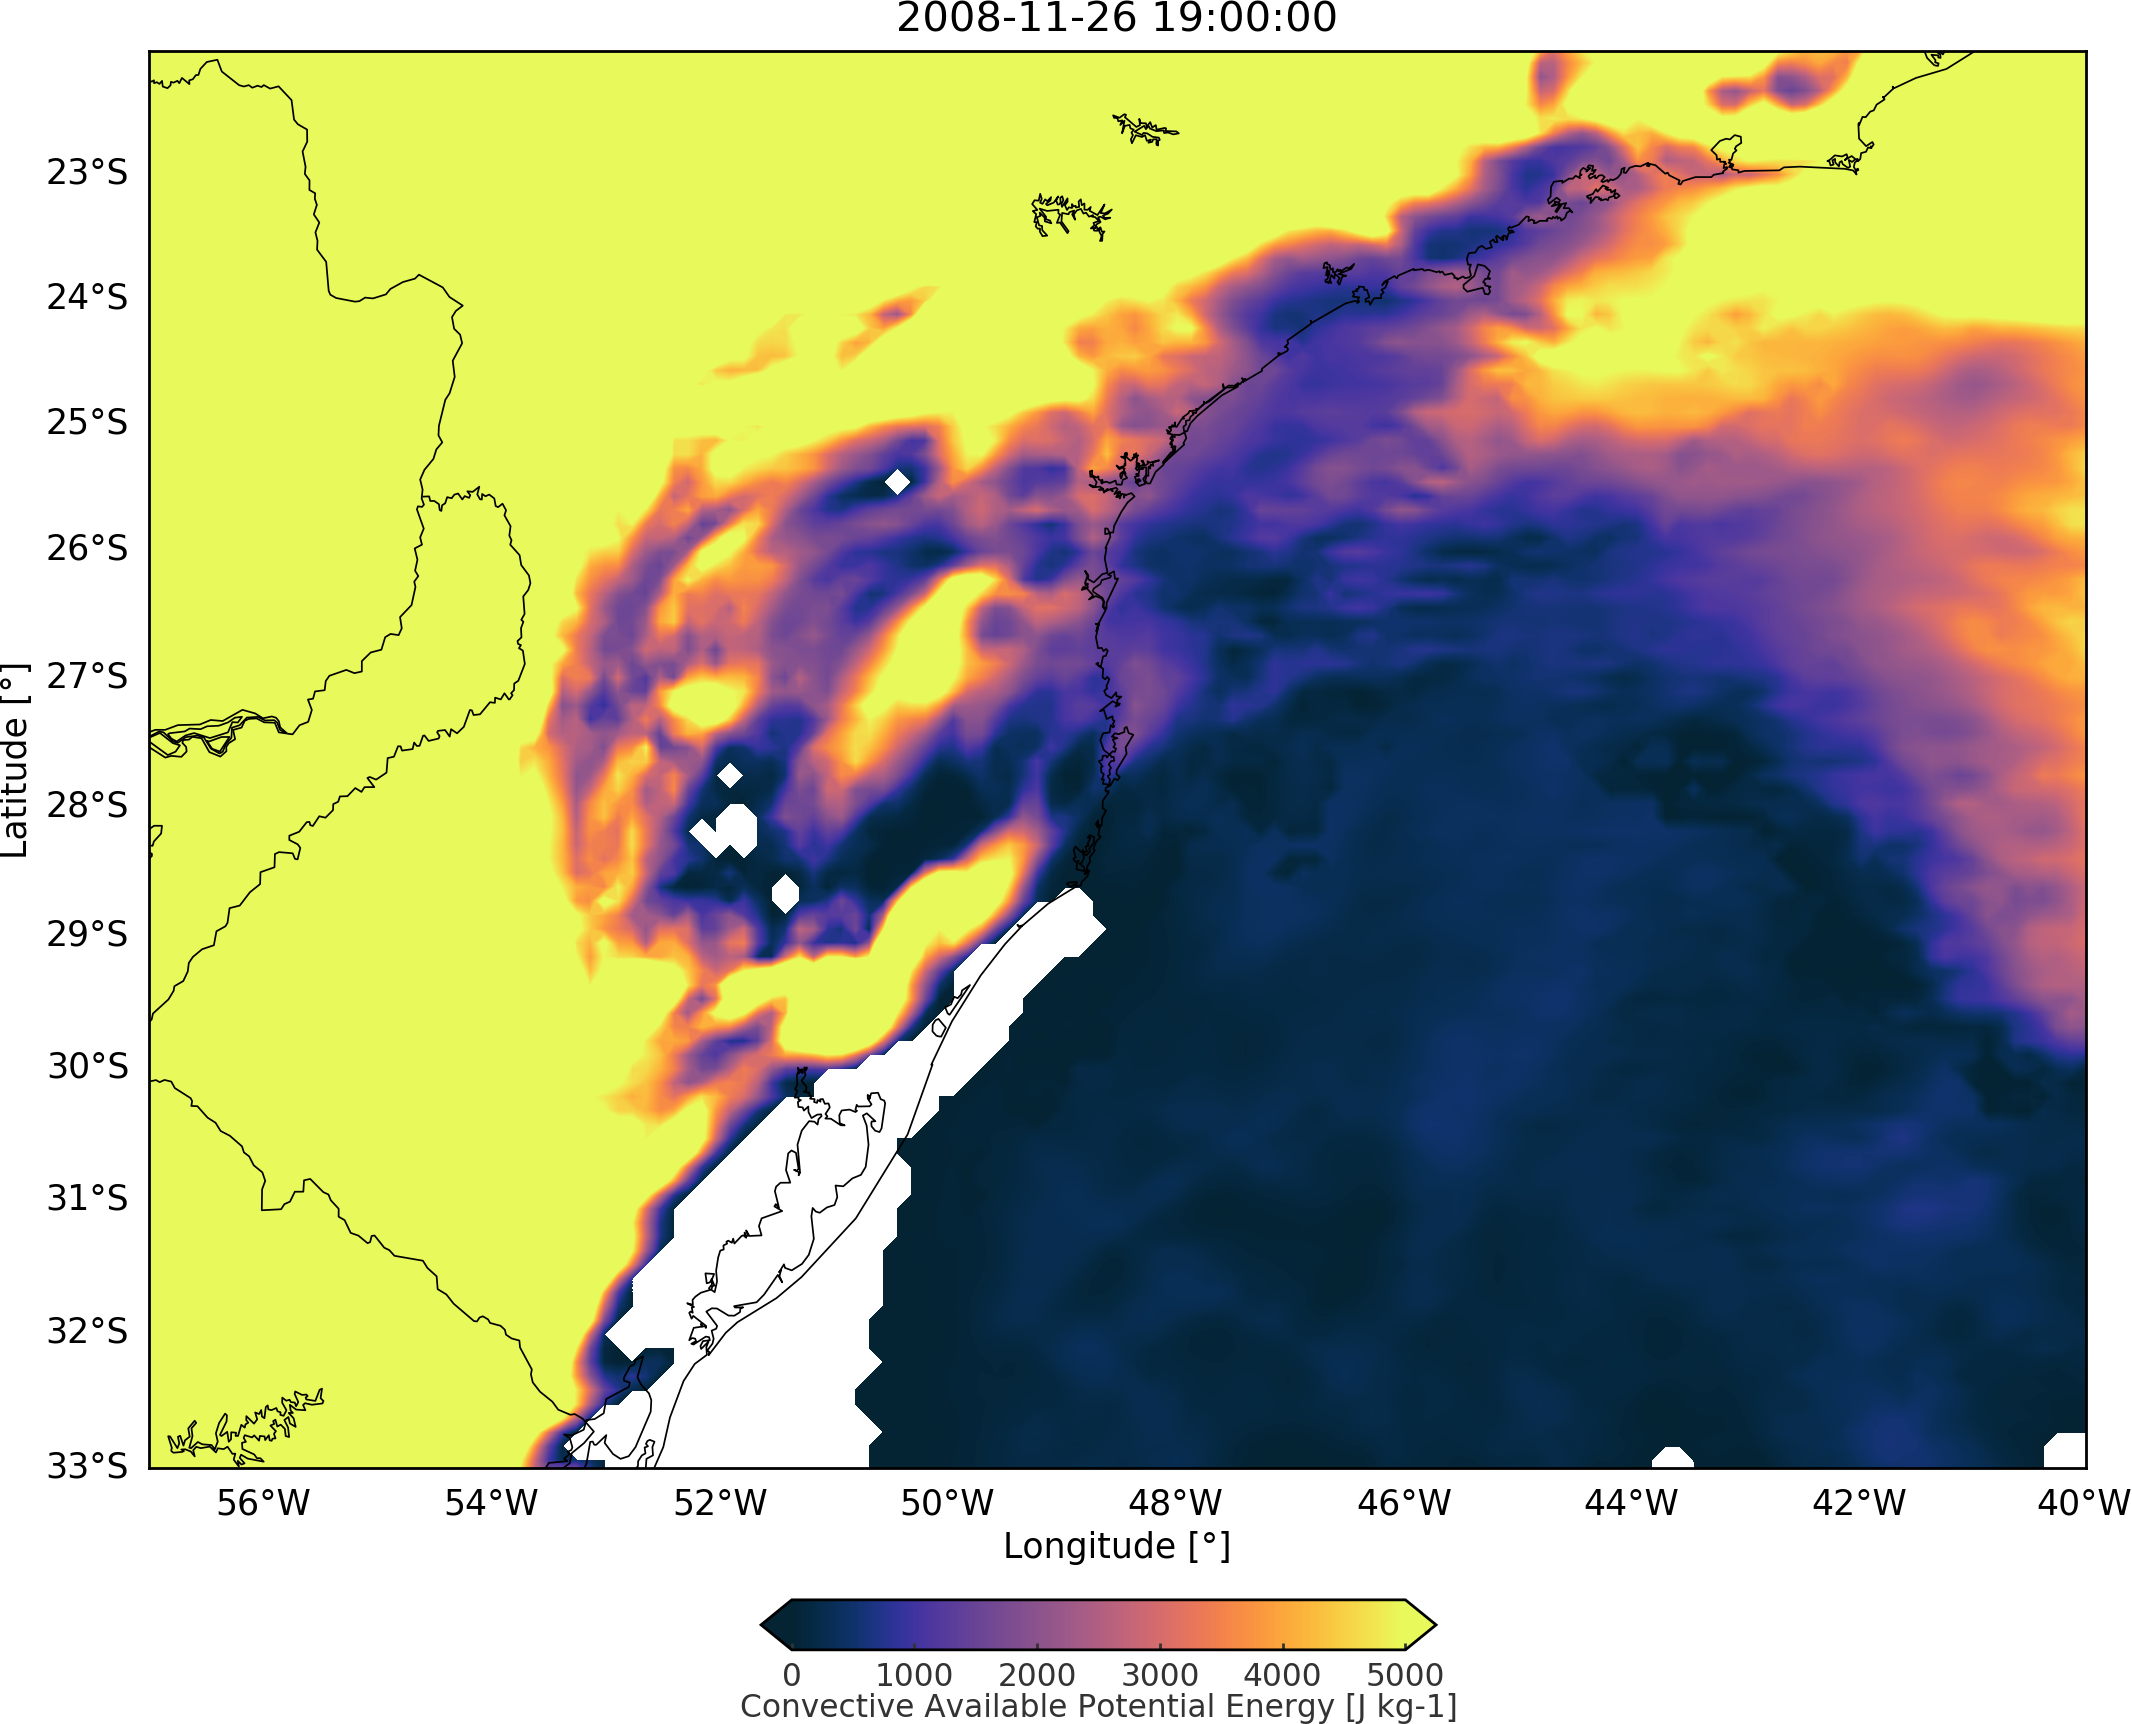 2008-11-26 19:00:00
23°S
24°S
25°S
26°S
27°S
28°S
29°S
30°S
31°S
32°S
33°S
Latitude [°]
56°W 54°W 52°W 50°W 48°W 46°W 44°W 42°W 40°W
Longitude [°]
0 1000 2000 3000 4000 5000
Convective Available Potential Energy [J kg-1]